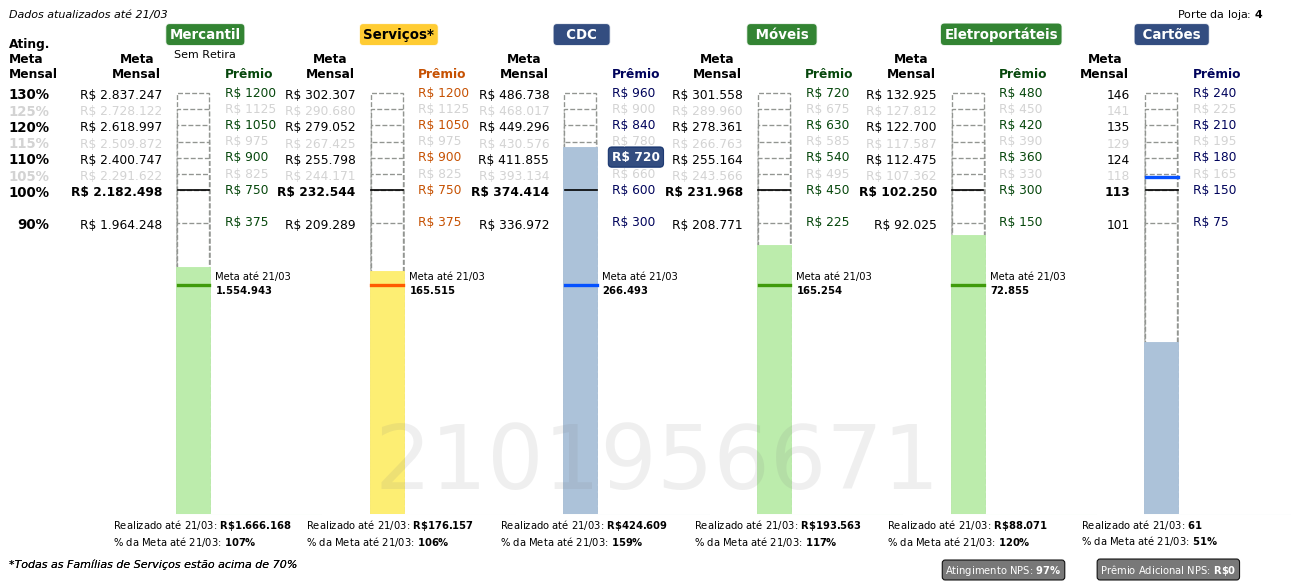 Dados atualizados até 21/03
Porte da loja: 4
Mercantil Serviços* CDC Móveis Eletroportáteis Cartões
Sem Retira
Ating. Meta Mensal
Meta Mensal Prêmio Meta Mensal Prêmio Meta Mensal Prêmio Meta Mensal Prêmio Meta Mensal Prêmio Meta Mensal Prêmio
130% R$ 2.837.247 R$ 1200 R$ 302.307 R$ 1200 R$ 486.738 R$ 960 R$ 301.558 R$ 720 R$ 132.925 R$ 480 146 R$ 240
125% R$ 2.728.122 R$ 1125 R$ 290.680 R$ 1125 R$ 468.017 R$ 900 R$ 289.960 R$ 675 R$ 127.812 R$ 450 141 R$ 225
120% R$ 2.618.997 R$ 1050 R$ 279.052 R$ 1050 R$ 449.296 R$ 840 R$ 278.361 R$ 630 R$ 122.700 R$ 420 135 R$ 210
115% R$ 2.509.872 R$ 975 R$ 267.425 R$ 975 R$ 430.576 R$ 780 R$ 266.763 R$ 585 R$ 117.587 R$ 390 129 R$ 195
110% R$ 2.400.747 R$ 900 R$ 255.798 R$ 900 R$ 411.855 R$ 720 R$ 255.164 R$ 540 R$ 112.475 R$ 360 124 R$ 180
105% R$ 2.291.622 R$ 825 R$ 244.171 R$ 825 R$ 393.134 R$ 660 R$ 243.566 R$ 495 R$ 107.362 R$ 330 118 R$ 165
100% R$ 2.182.498 R$ 750 R$ 232.544 R$ 750 R$ 374.414 R$ 600 R$ 231.968 R$ 450 R$ 102.250 R$ 300 113 R$ 150
90% R$ 1.964.248 R$ 375 R$ 209.289 R$ 375 R$ 336.972 R$ 300 R$ 208.771 R$ 225 R$ 92.025 R$ 150 101 R$ 75
Meta até 21/03 Meta até 21/03 Meta até 21/03 Meta até 21/03 Meta até 21/03
1.554.943 165.515 266.493 165.254 72.855
2101956671
Realizado até 21/03: R$1.666.168 Realizado até 21/03: R$176.157 Realizado até 21/03: R$424.609 Realizado até 21/03: R$193.563 Realizado até 21/03: R$88.071 Realizado até 21/03: 61
% da Meta até 21/03: 107% % da Meta até 21/03: 106% % da Meta até 21/03: 159% % da Meta até 21/03: 117% % da Meta até 21/03: 120% % da Meta até 21/03: 51%
*Todas as Famílias de Serviços estão acima de 70%
Atingimento NPS: 97% Prêmio Adicional NPS: R$0